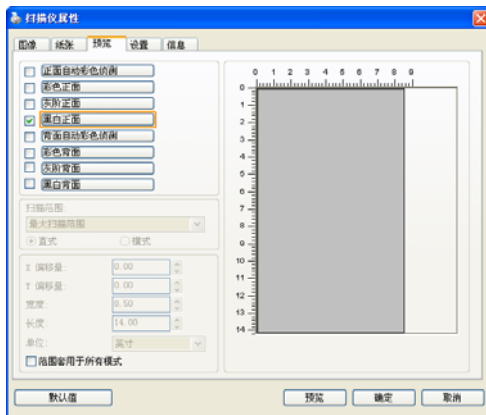 扫描仪属性
图像 纸张 预览 设置 信息
正面自动彩色侦测
彩色正面
灰阶正面
黑白正面
背面自动彩色侦测
彩色背面
灰阶背面
黑白背面
扫描范围:
最大扫描范围
直式 横式
X 偏移量: 0.00
Y 偏移量: 0.00
宽度: 8.50
长度: 14.00
单位: 英寸
范围套用于所有模式
0 1 2 3 4 5 6 7 8 9
0
1
2
3
4
5
6
7
8
9
10
11
12
13
14
默认值 预览 确定 取消